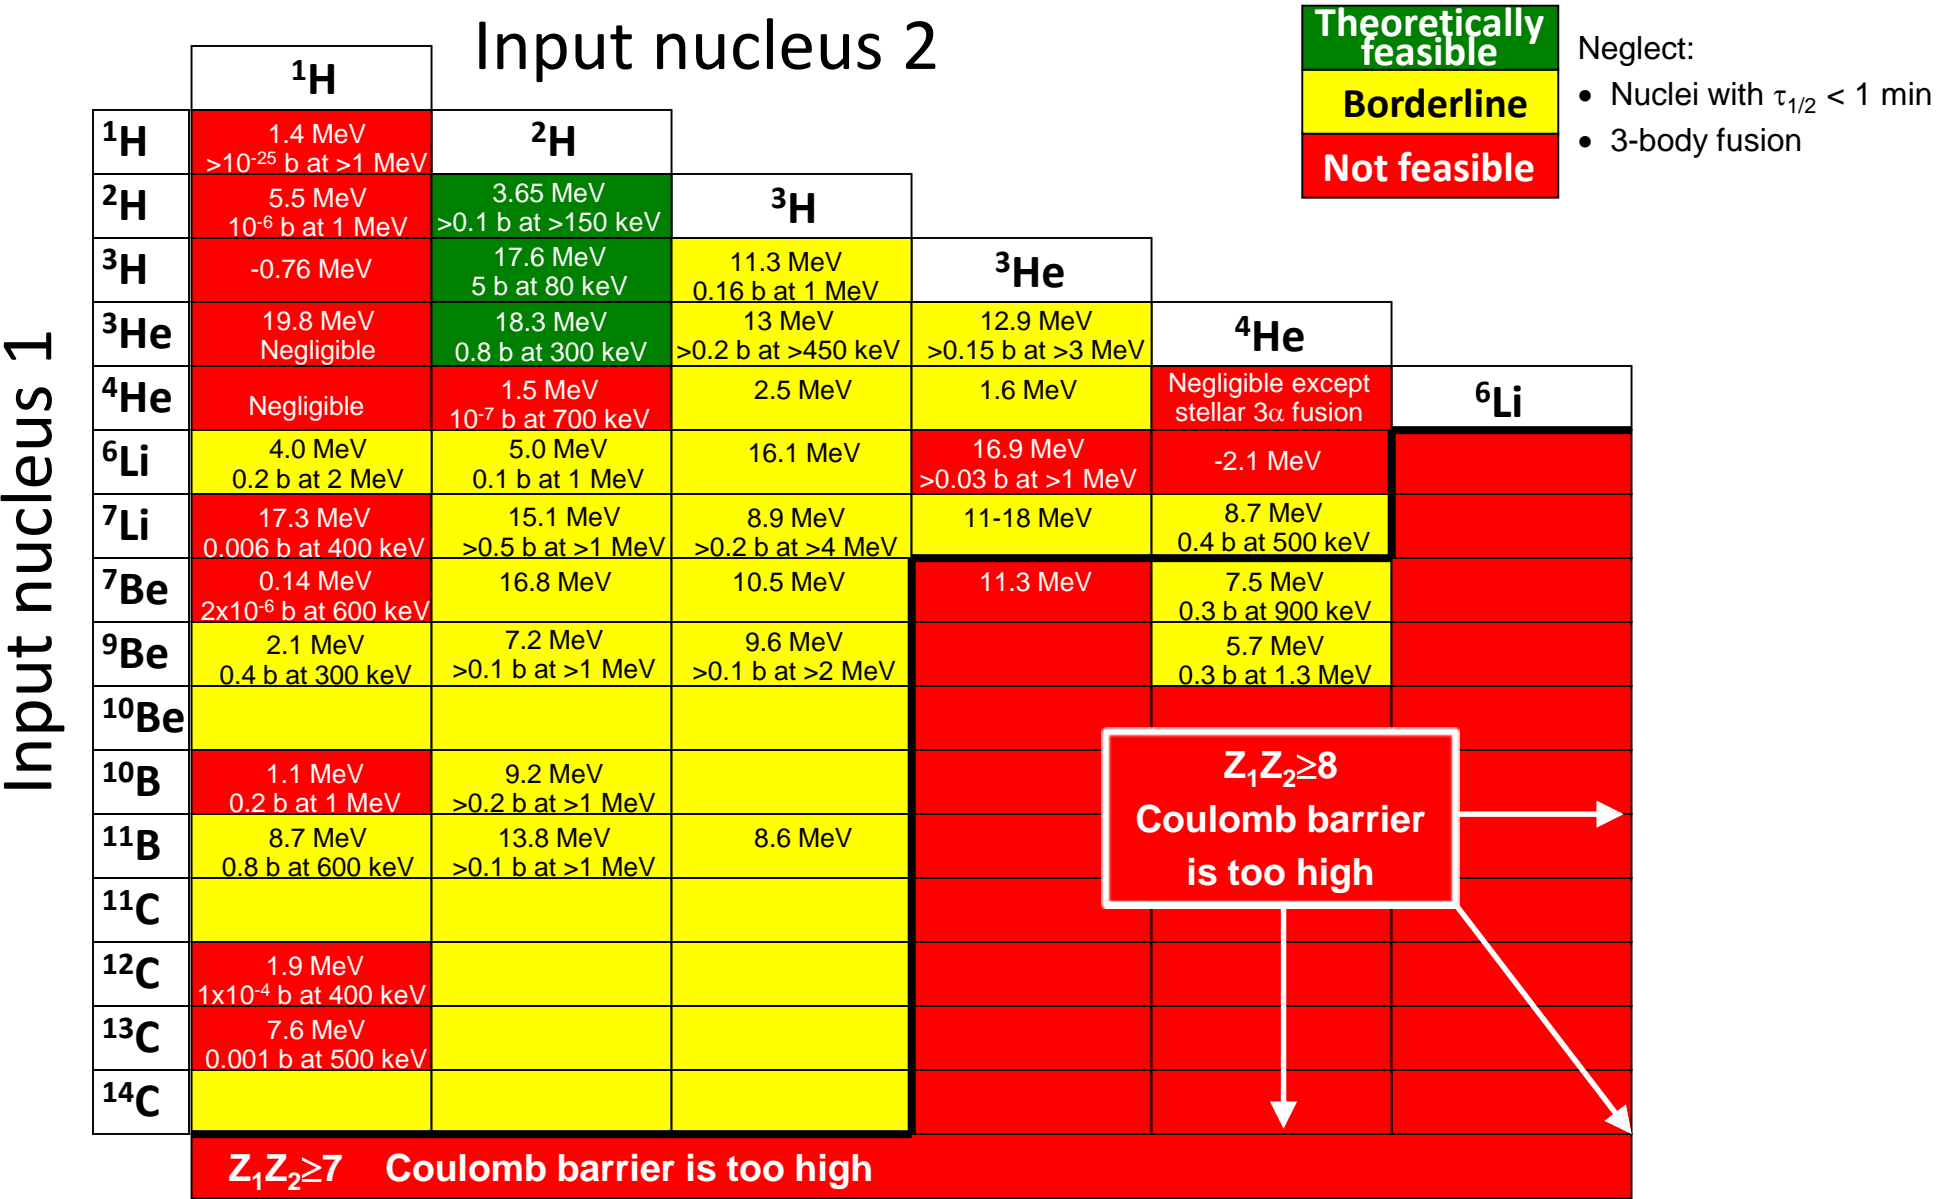 Input nucleus 2
Theoretically
feasible
Borderline
Not feasible
Neglect:
• Nuclei with τ1/2 < 1 min
• 3-body fusion
Input nucleus 1
¹H
¹H
1.4 MeV
>10⁻²⁵ b at >1 MeV
²H
²H
5.5 MeV
10⁻⁶ b at 1 MeV
3.65 MeV
>0.1 b at >150 keV
³H
³H
-0.76 MeV
17.6 MeV
5 b at 80 keV
11.3 MeV
0.16 b at 1 MeV
³He
³He
19.8 MeV
Negligible
18.3 MeV
0.8 b at 300 keV
13 MeV
>0.2 b at >450 keV
12.9 MeV
>0.15 b at >3 MeV
⁴He
⁴He
Negligible
1.5 MeV
10⁻⁷ b at 700 keV
2.5 MeV
1.6 MeV
Negligible except
stellar 3α fusion
⁶Li
⁶Li
4.0 MeV
0.2 b at 2 MeV
5.0 MeV
0.1 b at 1 MeV
16.1 MeV
16.9 MeV
>0.03 b at >1 MeV
-2.1 MeV
⁷Li
17.3 MeV
0.006 b at 400 keV
15.1 MeV
>0.5 b at >1 MeV
8.9 MeV
>0.2 b at >4 MeV
11-18 MeV
8.7 MeV
0.4 b at 500 keV
⁷Be
0.14 MeV
2x10⁻⁶ b at 600 keV
16.8 MeV
10.5 MeV
11.3 MeV
7.5 MeV
0.3 b at 900 keV
⁹Be
2.1 MeV
0.4 b at 300 keV
7.2 MeV
>0.1 b at >1 MeV
9.6 MeV
>0.1 b at >2 MeV
5.7 MeV
0.3 b at 1.3 MeV
¹⁰Be
¹⁰B
1.1 MeV
0.2 b at 1 MeV
9.2 MeV
>0.2 b at >1 MeV
¹¹B
8.7 MeV
0.8 b at 600 keV
13.8 MeV
>0.1 b at >1 MeV
8.6 MeV
¹¹C
¹²C
1.9 MeV
1x10⁻⁴ b at 400 keV
¹³C
7.6 MeV
0.001 b at 500 keV
¹⁴C
Z₁Z₂≥8
Coulomb barrier
is too high
Z₁Z₂≥7 Coulomb barrier is too high